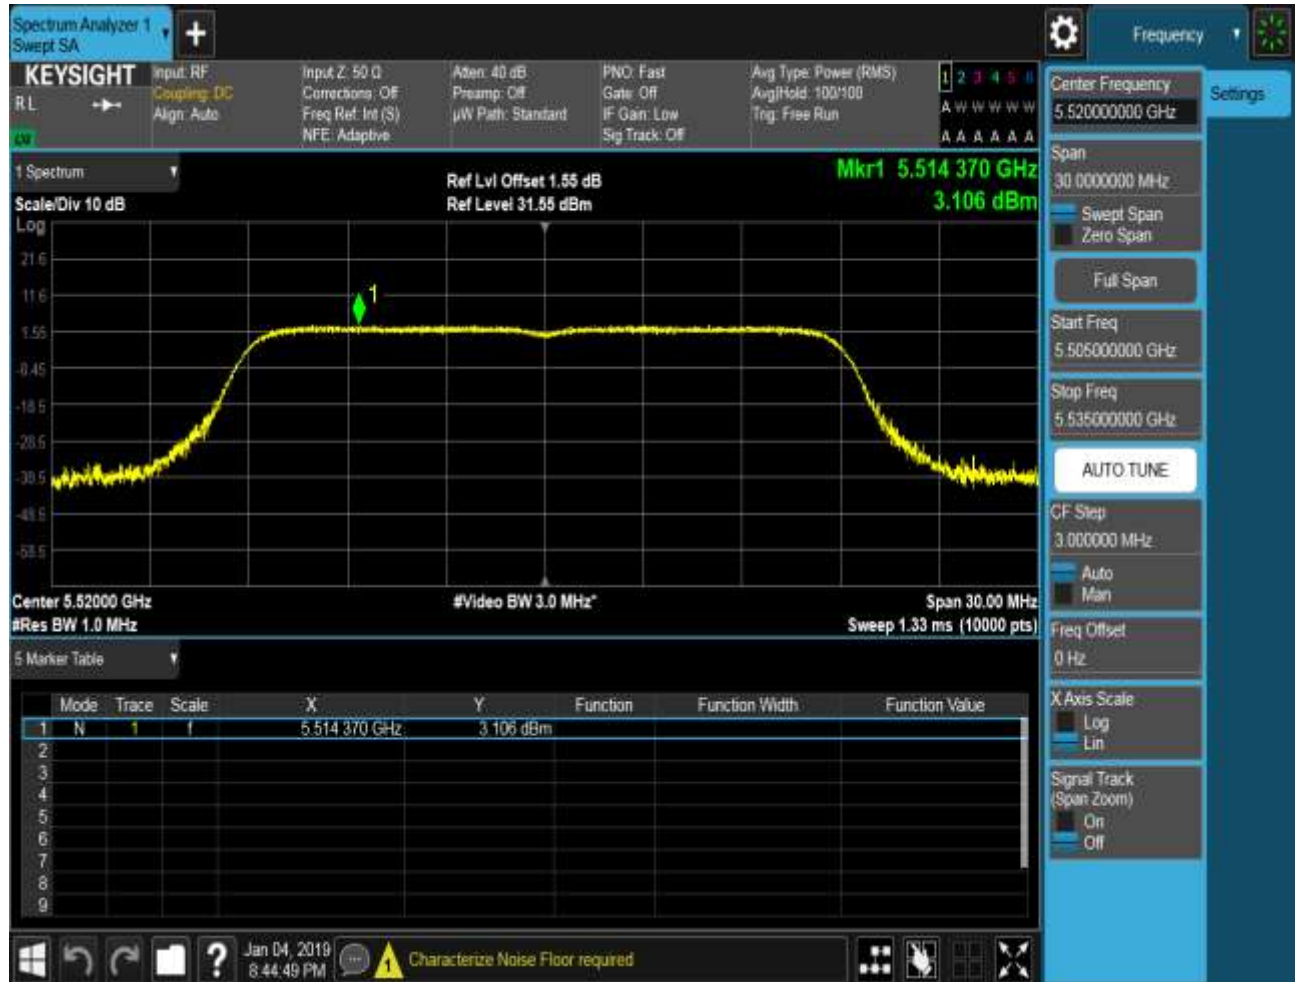 Spectrum Analyzer 1
Swept SA
Frequency
KEYSIGHT
R L
Input: RF
Coupling: DC
Align: Auto
Input Z: 50 Ω
Corrections: Off
Freq Ref: Int (S)
NFE: Adaptive
Atten: 40 dB
Preamp: Off
µW Path: Standard
PNO: Fast
Gate: Off
IF Gain: Low
Sig Track: Off
Avg Type: Power (RMS)
Avg|Hold: 100/100
Trig: Free Run
1 2 3 4 5 6
A W W W W W
A A A A A A
1 Spectrum
Scale/Div 10 dB
Log
Ref Lvl Offset 1.55 dB
Ref Level 31.55 dBm
Mkr1 5.514 370 GHz
3.106 dBm
21.6
11.6
1.55
-8.45
-18.5
-28.5
-38.5
-48.5
-58.5
1
Center 5.52000 GHz
#Video BW 3.0 MHz*
Span 30.00 MHz
#Res BW 1.0 MHz
Sweep 1.33 ms (10000 pts)
5 Marker Table
Mode Trace Scale X Y Function Function Width Function Value
1 N 1 f 5.514 370 GHz 3.106 dBm
2
3
4
5
6
7
8
9
Center Frequency
5.520000000 GHz
Settings
Span
30.0000000 MHz
Swept Span
Zero Span
Full Span
Start Freq
5.505000000 GHz
Stop Freq
5.535000000 GHz
AUTO TUNE
CF Step
3.000000 MHz
Auto
Man
Freq Offset
0 Hz
X Axis Scale
Log
Lin
Signal Track
(Span Zoom)
On
Off
?
Jan 04, 2019
8:44:49 PM
1
Characterize Noise Floor required